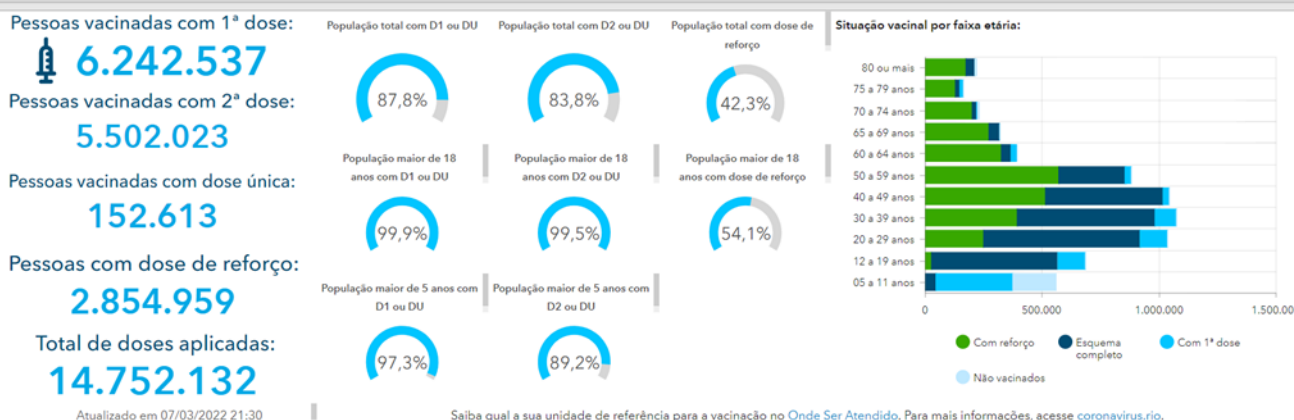 Pessoas vacinadas com 1ª dose:
6.242.537
Pessoas vacinadas com 2ª dose:
5.502.023
Pessoas vacinadas com dose única:
152.613
Pessoas com dose de reforço:
2.854.959
Total de doses aplicadas:
14.752.132
Atualizado em 07/03/2022 21:30
População total com D1 ou DU
87,8%
População total com D2 ou DU
83,8%
População total com dose de
reforço
42,3%
População maior de 18
anos com D1 ou DU
99,9%
População maior de 18
anos com D2 ou DU
99,5%
População maior de 18
anos com dose de reforço
54,1%
População maior de 5 anos com
D1 ou DU
97,3%
População maior de 5 anos com
D2 ou DU
89,2%
Situação vacinal por faixa etária:
80 ou mais
75 a 79 anos
70 a 74 anos
65 a 69 anos
60 a 64 anos
50 a 59 anos
40 a 49 anos
30 a 39 anos
20 a 29 anos
12 a 19 anos
05 a 11 anos
0 500.000 1.000.000 1.500.00
Com reforço
Esquema
completo
Com 1ª dose
Não vacinados
Saiba qual a sua unidade de referência para a vacinação no Onde Ser Atendido. Para mais informações, acesse coronavirus.rio.